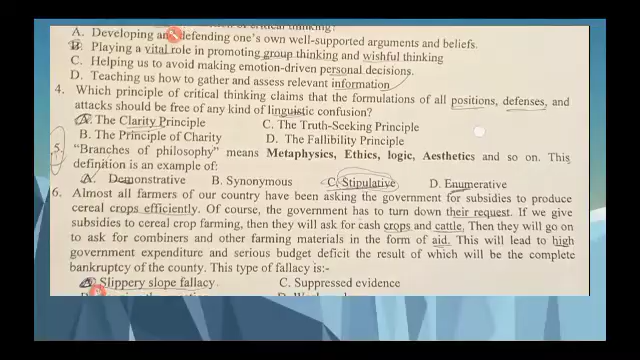 A. Developing and defending one's own well-supported arguments and beliefs.
B. Playing a vital role in promoting group thinking and wishful thinking
C. Helping us to avoid making emotion-driven personal decisions.
D. Teaching us how to gather and assess relevant information
4. Which principle of critical thinking claims that the formulations of all positions, defenses, and
attacks should be free of any kind of linguistic confusion?
A. The Clarity Principle C. The Truth-Seeking Principle
B. The Principle of Charity D. The Fallibility Principle
5. "Branches of philosophy" means Metaphysics, Ethics, logic, Aesthetics and so on. This
definition is an example of:
A. Demonstrative B. Synonymous C. Stipulative D. Enumerative
6. Almost all farmers of our country have been asking the government for subsidies to produce
cereal crops efficiently. Of course, the government has to turn down their request. If we give
subsidies to cereal crop farming, then they will ask for cash crops and cattle. Then they will go on
to ask for combiners and other farming materials in the form of aid. This will lead to high
government expenditure and serious budget deficit the result of which will be the complete
bankruptcy of the county. This type of fallacy is:-
A. Slippery slope fallacy. C. Suppressed evidence